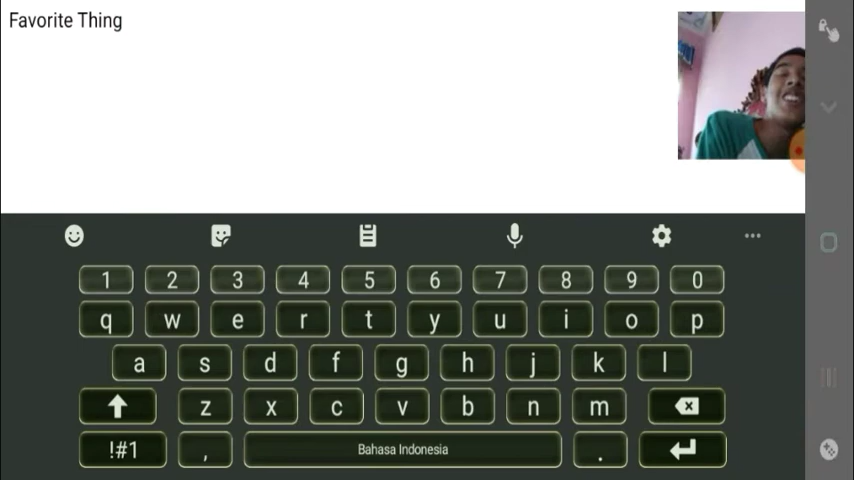 Favorite Thing
1 2 3 4 5 6 7 8 9 0
q w e r t y u i o p
a s d f g h j k l
z x c v b n m
!#1 , Bahasa Indonesia .